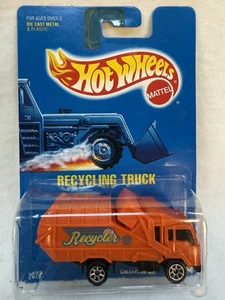 FOR AGES OVER 3
DIE CAST METAL
& PLASTIC
HOT WHEELS
MATTEL
RECYCLING TRUCK
Recycler